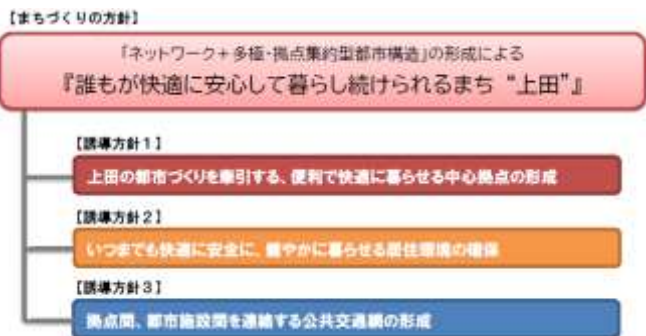 【まちづくりの方針】
「ネットワーク＋多極・拠点集約型都市構造」の形成による
『誰もが快適に安心して暮らし続けられるまち “上田”』
【誘導方針１】
上田の都市づくりを牽引する、便利で快適に暮らせる中心拠点の形成
【誘導方針２】
いつまでも快適に安全に、健やかに暮らせる居住環境の確保
【誘導方針３】
拠点間、都市施設間を連絡する公共交通網の形成